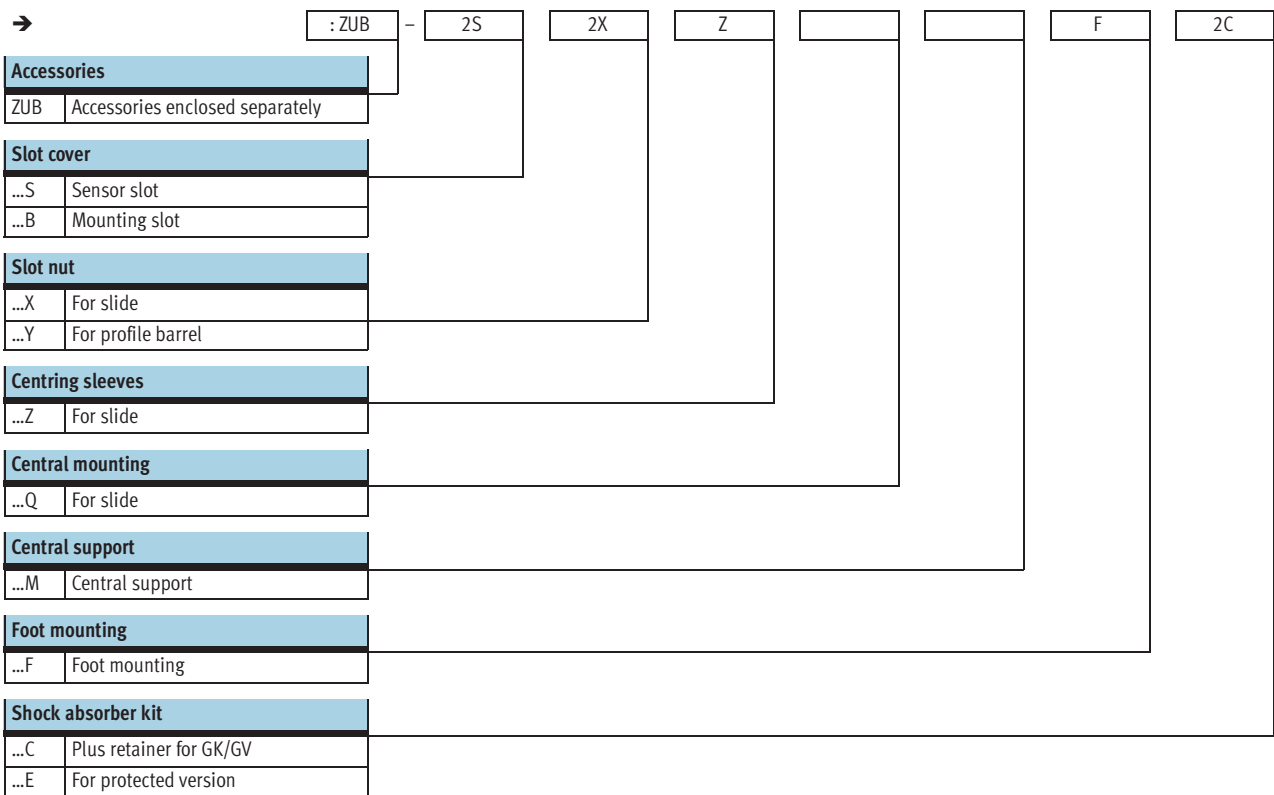 ➔ : ZUB – 2S 2X Z F 2C
Accessories
ZUB Accessories enclosed separately
Slot cover
...S Sensor slot
...B Mounting slot
Slot nut
...X For slide
...Y For profile barrel
Centring sleeves
...Z For slide
Central mounting
...Q For slide
Central support
...M Central support
Foot mounting
...F Foot mounting
Shock absorber kit
...C Plus retainer for GK/GV
...E For protected version